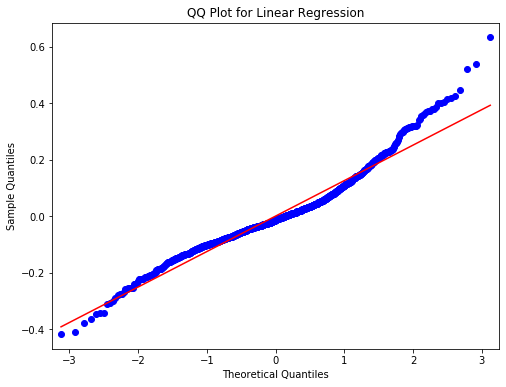 QQ Plot for Linear Regression
Sample Quantiles
0.6
0.4
0.2
0.0
−0.2
−0.4
−3 −2 −1 0 1 2 3
Theoretical Quantiles